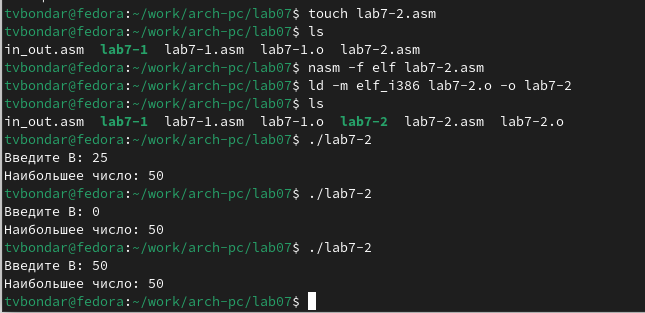 tvbondar@fedora:~/work/arch-pc/lab07$ touch lab7-2.asm
tvbondar@fedora:~/work/arch-pc/lab07$ ls
in_out.asm  lab7-1  lab7-1.asm  lab7-1.o  lab7-2.asm
tvbondar@fedora:~/work/arch-pc/lab07$ nasm -f elf lab7-2.asm
tvbondar@fedora:~/work/arch-pc/lab07$ ld -m elf_i386 lab7-2.o -o lab7-2
tvbondar@fedora:~/work/arch-pc/lab07$ ls
in_out.asm  lab7-1  lab7-1.asm  lab7-1.o  lab7-2  lab7-2.asm  lab7-2.o
tvbondar@fedora:~/work/arch-pc/lab07$ ./lab7-2
Введите В: 25
Наибольшее число: 50
tvbondar@fedora:~/work/arch-pc/lab07$ ./lab7-2
Введите В: 0
Наибольшее число: 50
tvbondar@fedora:~/work/arch-pc/lab07$ ./lab7-2
Введите В: 50
Наибольшее число: 50
tvbondar@fedora:~/work/arch-pc/lab07$